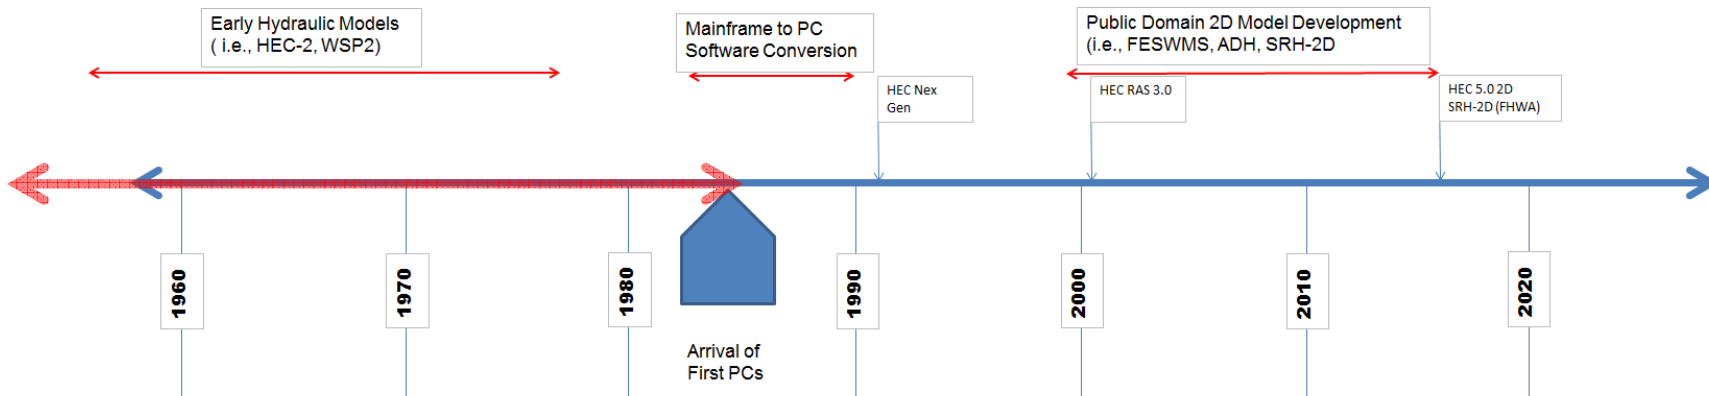 Early Hydraulic Models
( i.e., HEC-2, WSP2)
Mainframe to PC
Software Conversion
Public Domain 2D Model Development
(i.e., FESWMS, ADH, SRH-2D
HEC Nex
Gen
HEC RAS 3.0
HEC 5.0 2D
SRH-2D (FHWA)
1960
1970
1980
1990
2000
2010
2020
Arrival of
First PCs